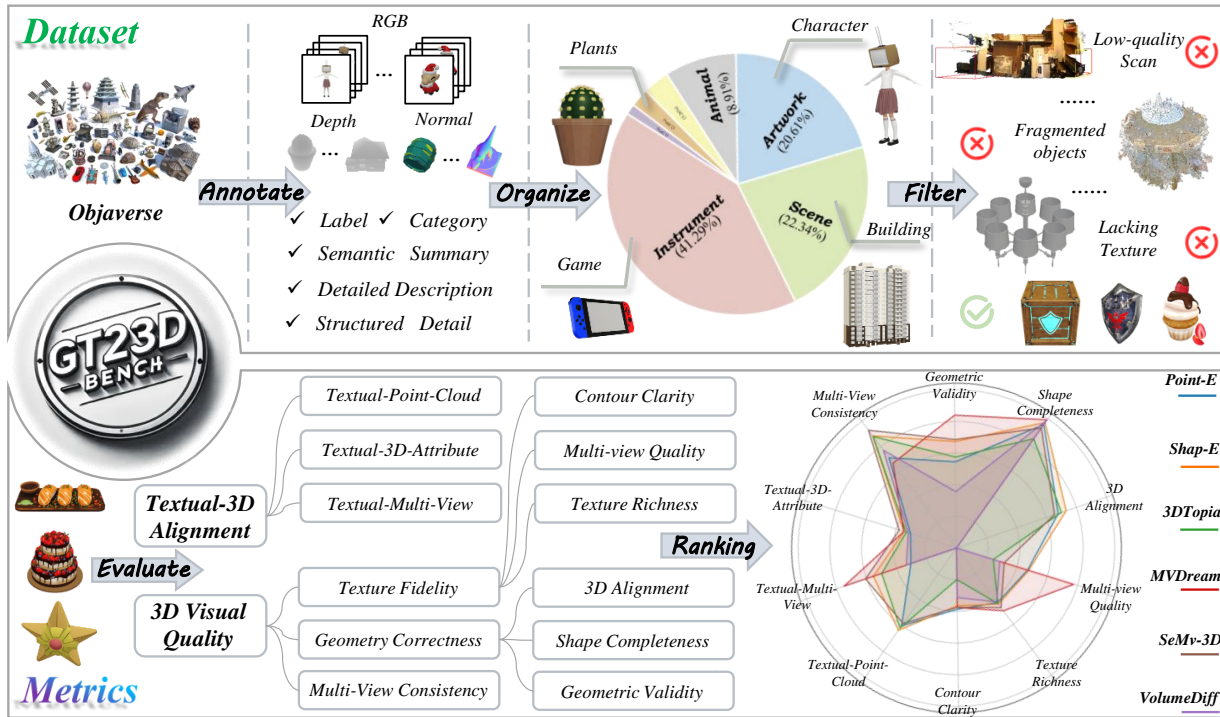 Dataset
RGB
Depth
Normal
Objaverse
Annotate
Label
Category
Semantic Summary
Detailed Description
Structured Detail
Organize
Plants
Character
Animal
(8.91%)
Artwork
(20.61%)
Scene
(22.34%)
Instrument
(41.29%)
Game
Building
Filter
Low-quality
Scan
......
Fragmented
objects
......
Lacking
Texture
GT23D
BENCH
Evaluate
Textual-3D
Alignment
Textual-Point-Cloud
Textual-3D-Attribute
Textual-Multi-View
3D Visual
Quality
Texture Fidelity
Geometry Correctness
Multi-View Consistency
Contour Clarity
Multi-view Quality
Texture Richness
3D Alignment
Shape Completeness
Geometric Validity
Metrics
Ranking
Geometric
Validity
Shape
Completeness
3D
Alignment
Multi-view
Quality
Texture
Richness
Contour
Clarity
Textual-Point-
Cloud
Textual-Multi-
View
Textual-3D-
Attribute
Multi-View
Consistency
Point-E
Shap-E
3DTopia
MVDream
SeMv-3D
VolumeDiff